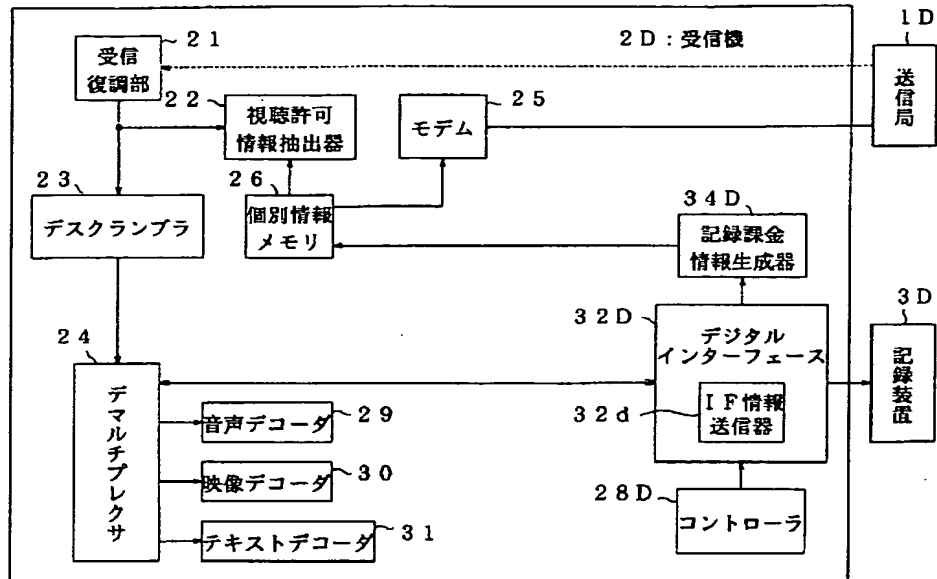 21
受信
復調部
2D:受信機
1D
送信局
22
視聴許可
情報抽出器
25
モデム
23
デスクランブラ
26
個別情報
メモリ
34D
記録課金
情報生成器
32D
デジタル
インターフェース
3D
記録装置
24
デマルチプレクサ
32d
IF情報
送信器
音声デコーダ
29
映像デコーダ
30
テキストデコーダ
31
28D
コントローラ